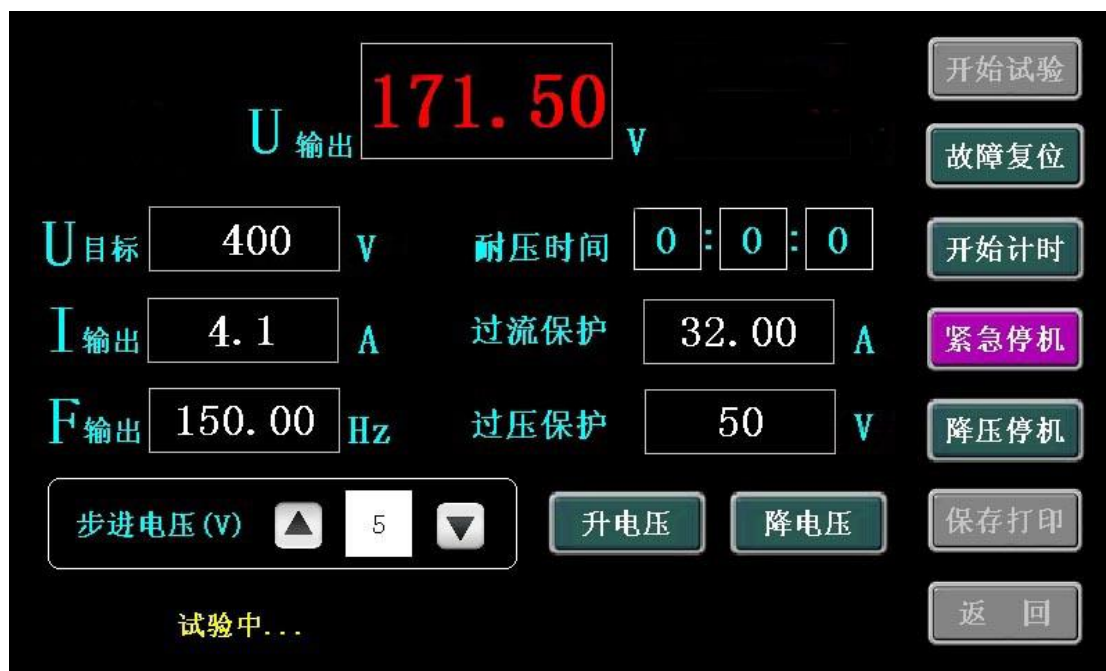 开始试验
U输出 171.50 V
故障复位
U目标 400 V 耐压时间 0:0:0
开始计时
I输出 4.1 A 过流保护 32.00 A
紧急停机
F输出 150.00 Hz 过压保护 50 V
降压停机
步进电压(V) 5 升电压 降电压
保存打印
试验中...
返 回